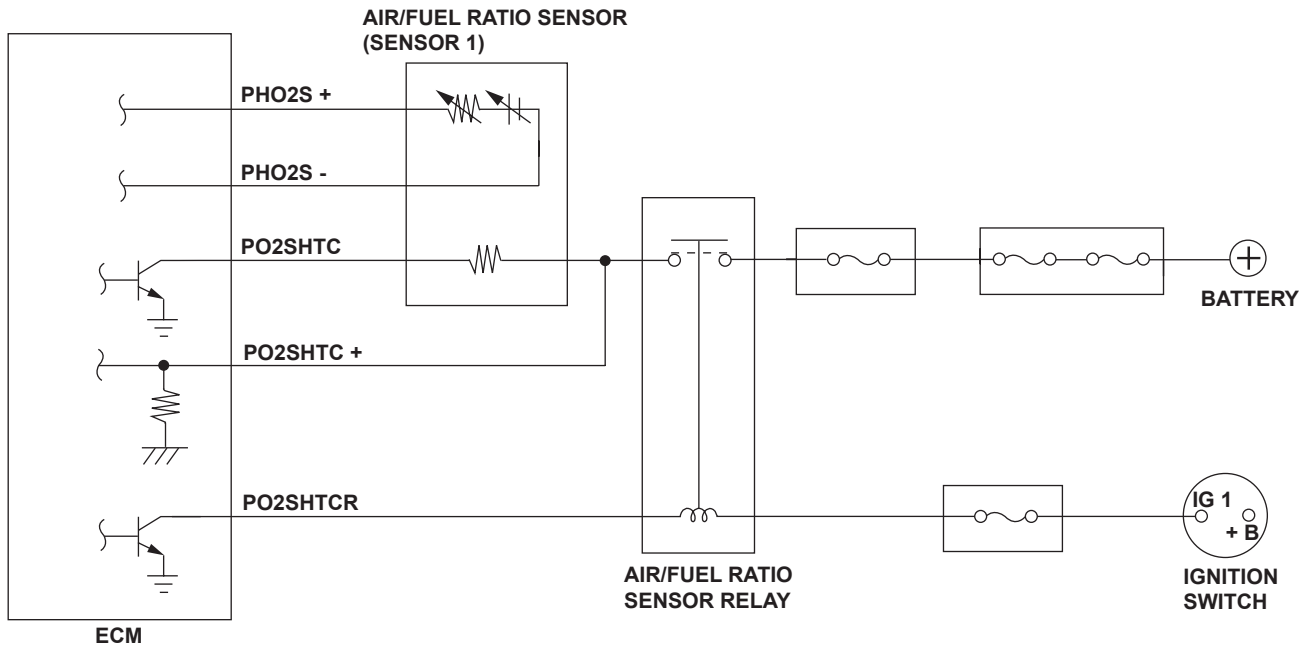 AIR/FUEL RATIO SENSOR
(SENSOR 1)
PHO2S +
PHO2S -
PO2SHTC
BATTERY
PO2SHTC +
PO2SHTCR
IG 1
+ B
AIR/FUEL RATIO
SENSOR RELAY
IGNITION
SWITCH
ECM